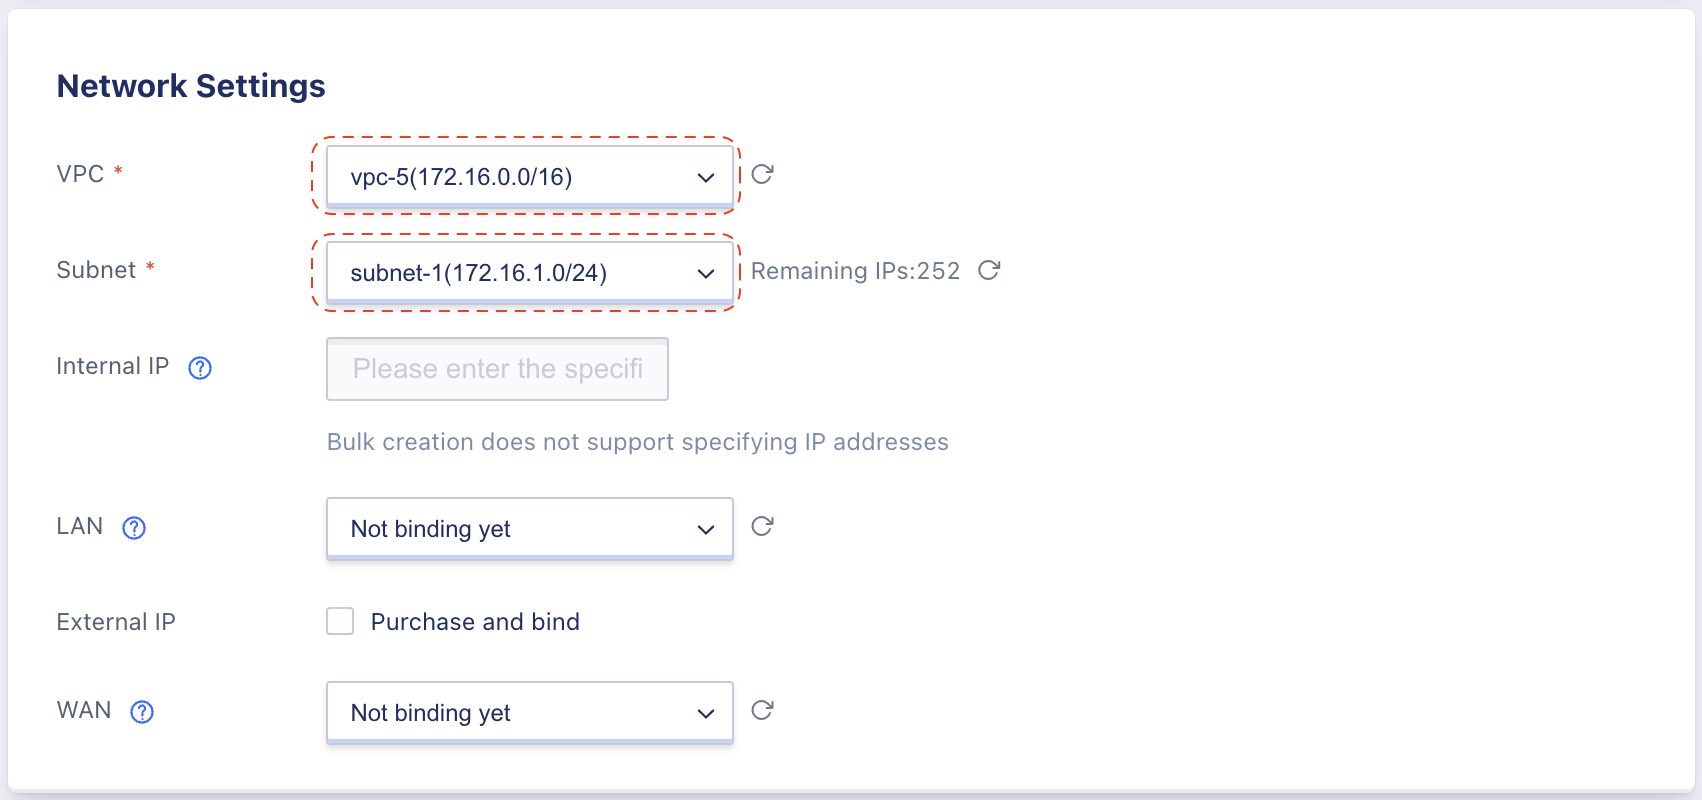 Network Settings
VPC *
vpc-5(172.16.0.0/16)
Subnet *
subnet-1(172.16.1.0/24)
Remaining IPs:252
Internal IP ?
Please enter the specifi
Bulk creation does not support specifying IP addresses
LAN ?
Not binding yet
External IP
Purchase and bind
WAN ?
Not binding yet